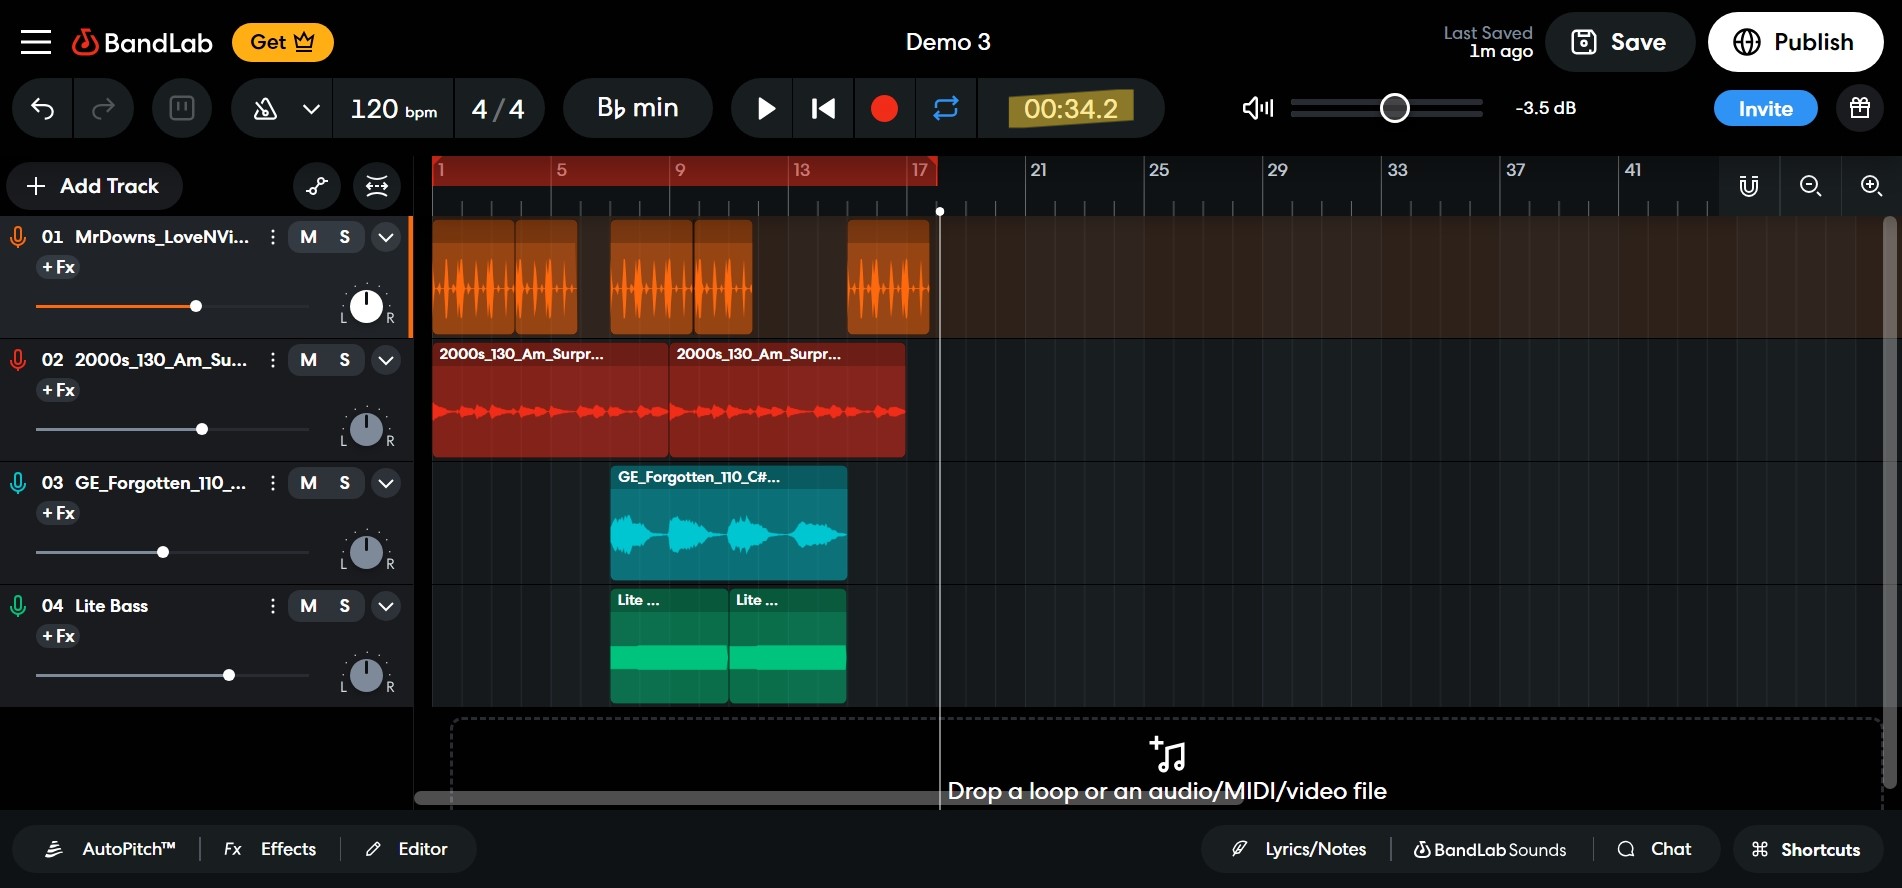 BandLab
Get
Demo 3
Last Saved
1m ago
Save
Publish
120 bpm
4/4
B♭ min
00:34.2
-3.5 dB
Invite
+ Add Track
1 5 9 13 17 21 25 29 33 37 41
01 MrDowns_LoveNVi... M S
+ Fx
L R
02 2000s_130_Am_Su... M S
+ Fx
L R
2000s_130_Am_Surpr... 2000s_130_Am_Surpr...
03 GE_Forgotten_110_... M S
+ Fx
L R
GE_Forgotten_110_C#...
04 Lite Bass M S
+ Fx
L R
Lite ... Lite ...
Drop a loop or an audio/MIDI/video file
AutoPitch™ Fx Effects Editor Lyrics/Notes BandLab Sounds Chat ⌘ Shortcuts